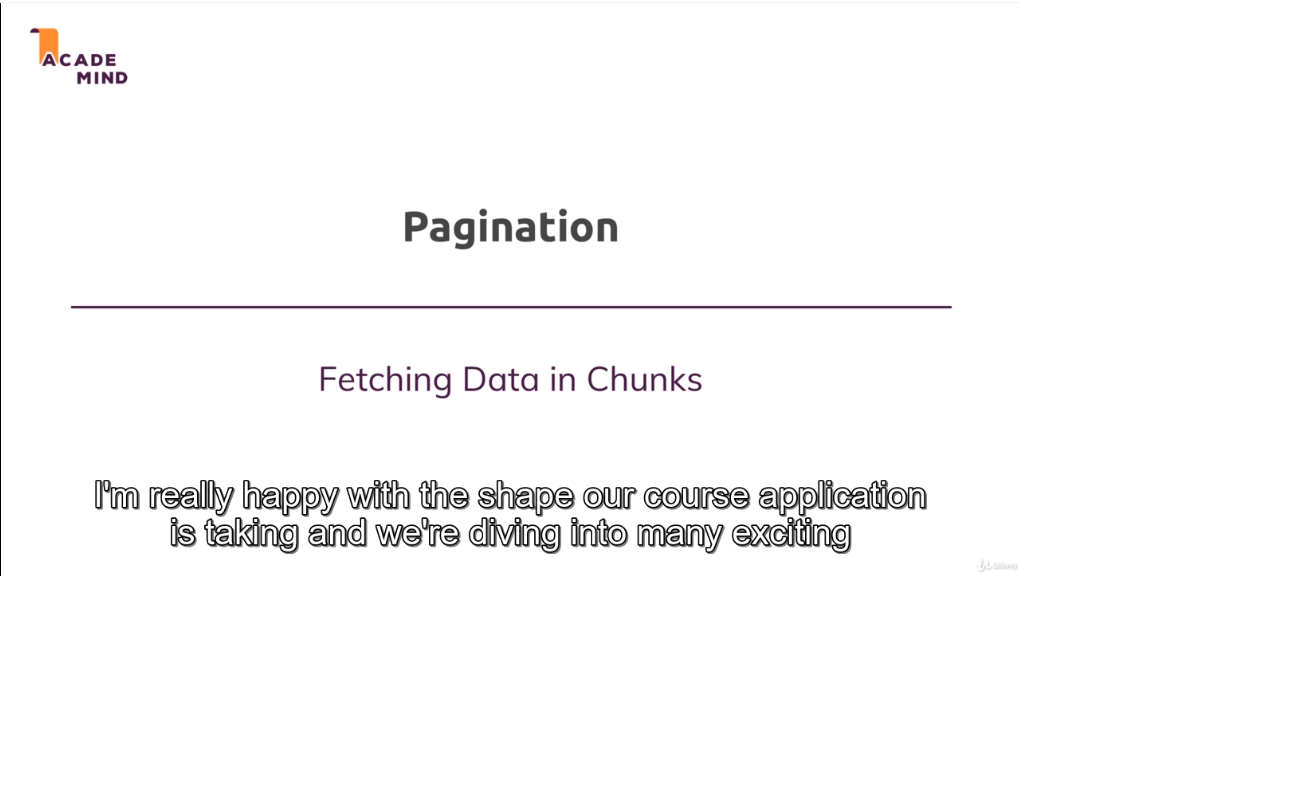 ACADE
MIND
Pagination
Fetching Data in Chunks
I'm really happy with the shape our course application
is taking and we're diving into many exciting
Udemy